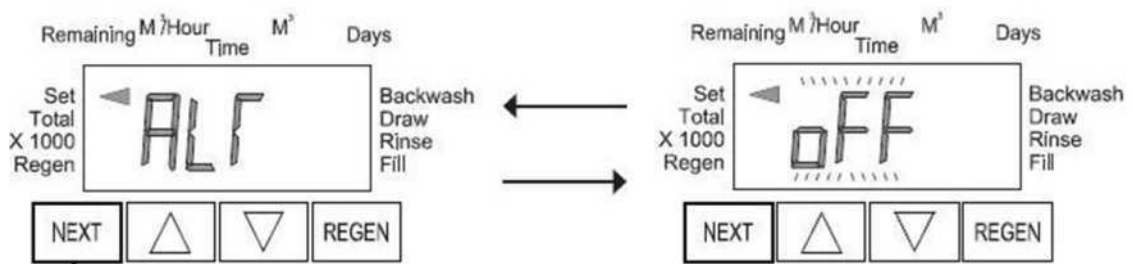 Remaining M³/Hour Time M³ Days
Set ALT Backwash
Total Draw
X 1000 Rinse
Regen Fill
NEXT REGEN
Remaining M³/Hour Time M³ Days
Set oFF Backwash
Total Draw
X 1000 Rinse
Regen Fill
NEXT REGEN